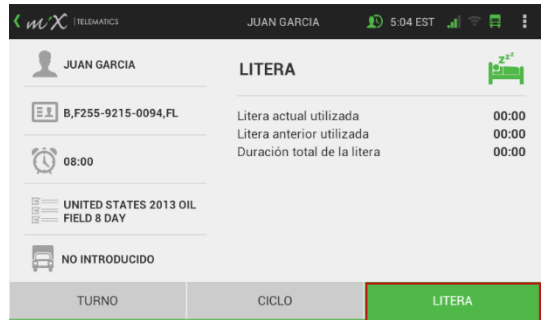 miX TELEMATICS
JUAN GARCIA
5:04 EST
JUAN GARCIA
B,F255-9215-0094,FL
08:00
UNITED STATES 2013 OIL
FIELD 8 DAY
NO INTRODUCIDO
LITERA
zzz
Litera actual utilizada 00:00
Litera anterior utilizada 00:00
Duración total de la litera 00:00
TURNO
CICLO
LITERA